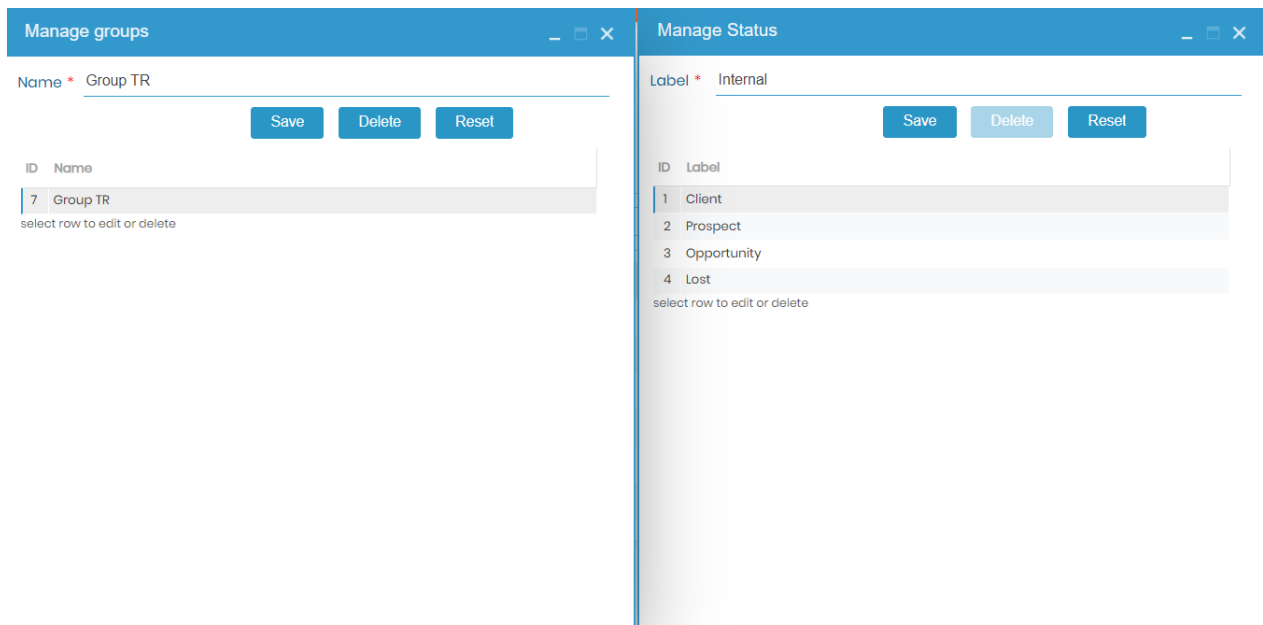 Manage groups
Name * Group TR
Save Delete Reset
ID Name
7 Group TR
select row to edit or delete
Manage Status
Label * Internal
Save Delete Reset
ID Label
1 Client
2 Prospect
3 Opportunity
4 Lost
select row to edit or delete